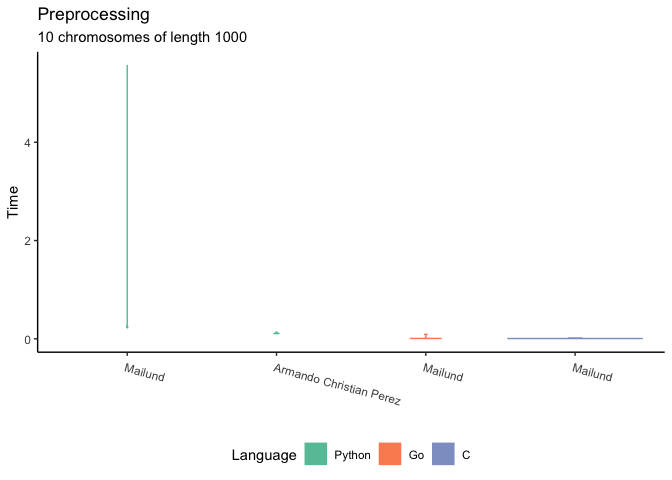 Preprocessing
10 chromosomes of length 1000
Time
4
2
0
Mailund
Armando Christian Perez
Mailund
Mailund
Language
Python
Go
C